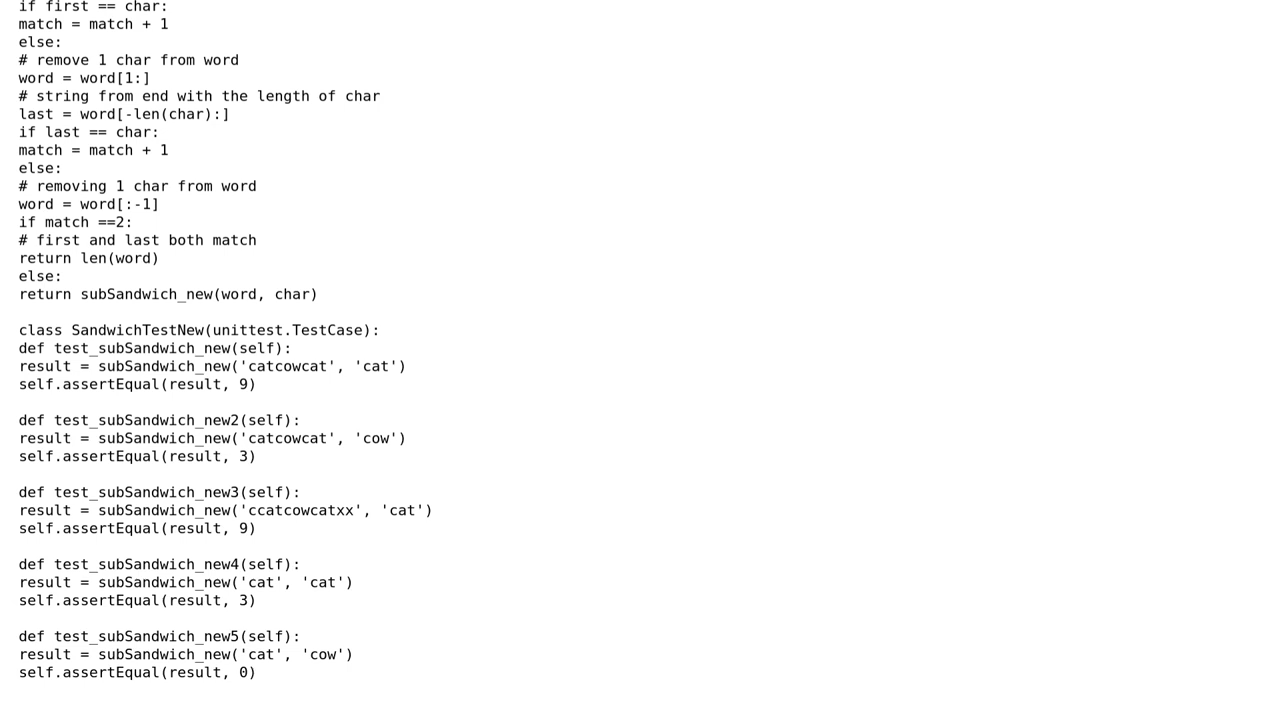 if first == char:
match = match + 1
else:
# remove 1 char from word
word = word[1:]
# string from end with the length of char
last = word[-len(char):]
if last == char:
match = match + 1
else:
# removing 1 char from word
word = word[:-1]
if match ==2:
# first and last both match
return len(word)
else:
return subSandwich_new(word, char)

class SandwichTestNew(unittest.TestCase):
def test_subSandwich_new(self):
result = subSandwich_new('catcowcat', 'cat')
self.assertEqual(result, 9)

def test_subSandwich_new2(self):
result = subSandwich_new('catcowcat', 'cow')
self.assertEqual(result, 3)

def test_subSandwich_new3(self):
result = subSandwich_new('ccatcowcatxx', 'cat')
self.assertEqual(result, 9)

def test_subSandwich_new4(self):
result = subSandwich_new('cat', 'cat')
self.assertEqual(result, 3)

def test_subSandwich_new5(self):
result = subSandwich_new('cat', 'cow')
self.assertEqual(result, 0)